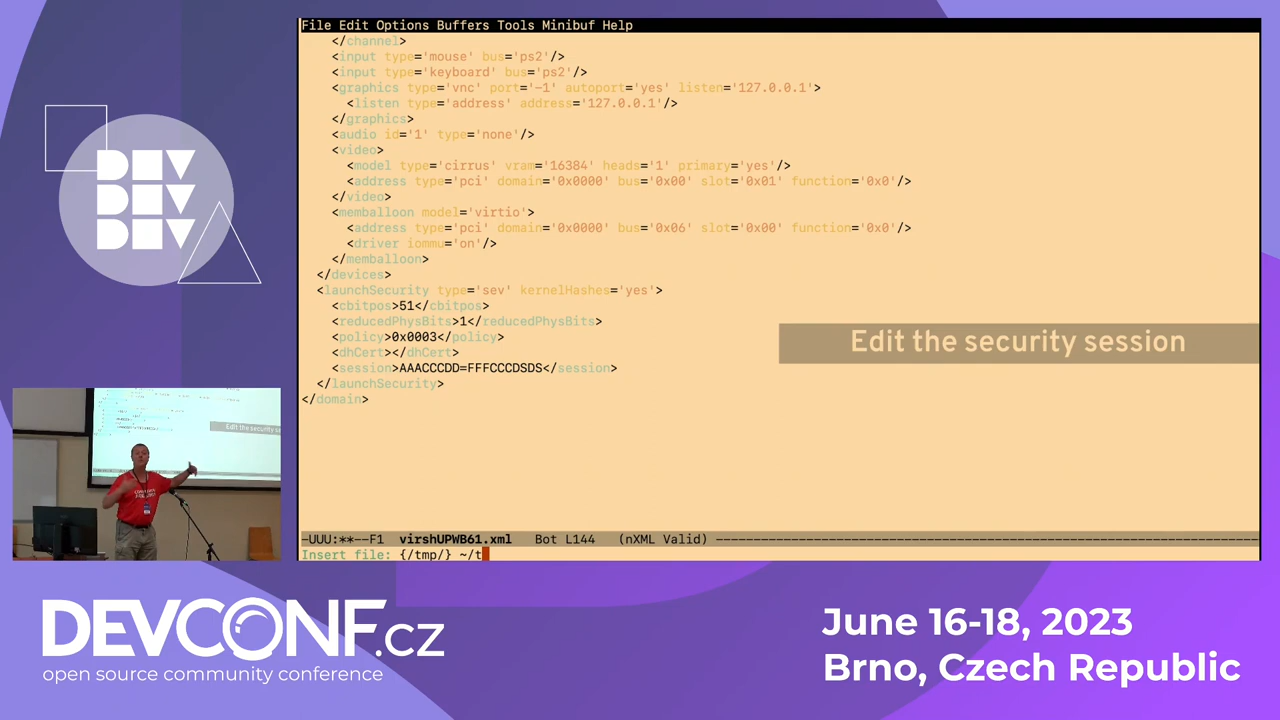 DEV
DEV
DEV
File Edit Options Buffers Tools Minibuf Help
</channel>
<input type='mouse' bus='ps2'/>
<input type='keyboard' bus='ps2'/>
<graphics type='vnc' port='-1' autoport='yes' listen='127.0.0.1'>
<listen type='address' address='127.0.0.1'/>
</graphics>
<audio id='1' type='none'/>
<video>
<model type='cirrus' vram='16384' heads='1' primary='yes'/>
<address type='pci' domain='0x0000' bus='0x00' slot='0x01' function='0x0'/>
</video>
<memballoon model='virtio'>
<address type='pci' domain='0x0000' bus='0x06' slot='0x00' function='0x0'/>
<driver iommu='on'/>
</memballoon>
</devices>
<launchSecurity type='sev' kernelHashes='yes'>
<cbitpos>51</cbitpos>
<reducedPhysBits>1</reducedPhysBits>
<policy>0x0003</policy>
<dhCert></dhCert>
<session>AAACCCDD=FFFCCCDSDS</session>
</launchSecurity>
</domain>
Edit the security session
-UUU:**--F1 virshUPWB61.xml Bot L144 (nXML Valid)
Insert file: {/tmp/} ~/t
Edit the security se
DEVCONF.cz
open source community conference
June 16-18, 2023
Brno, Czech Republic